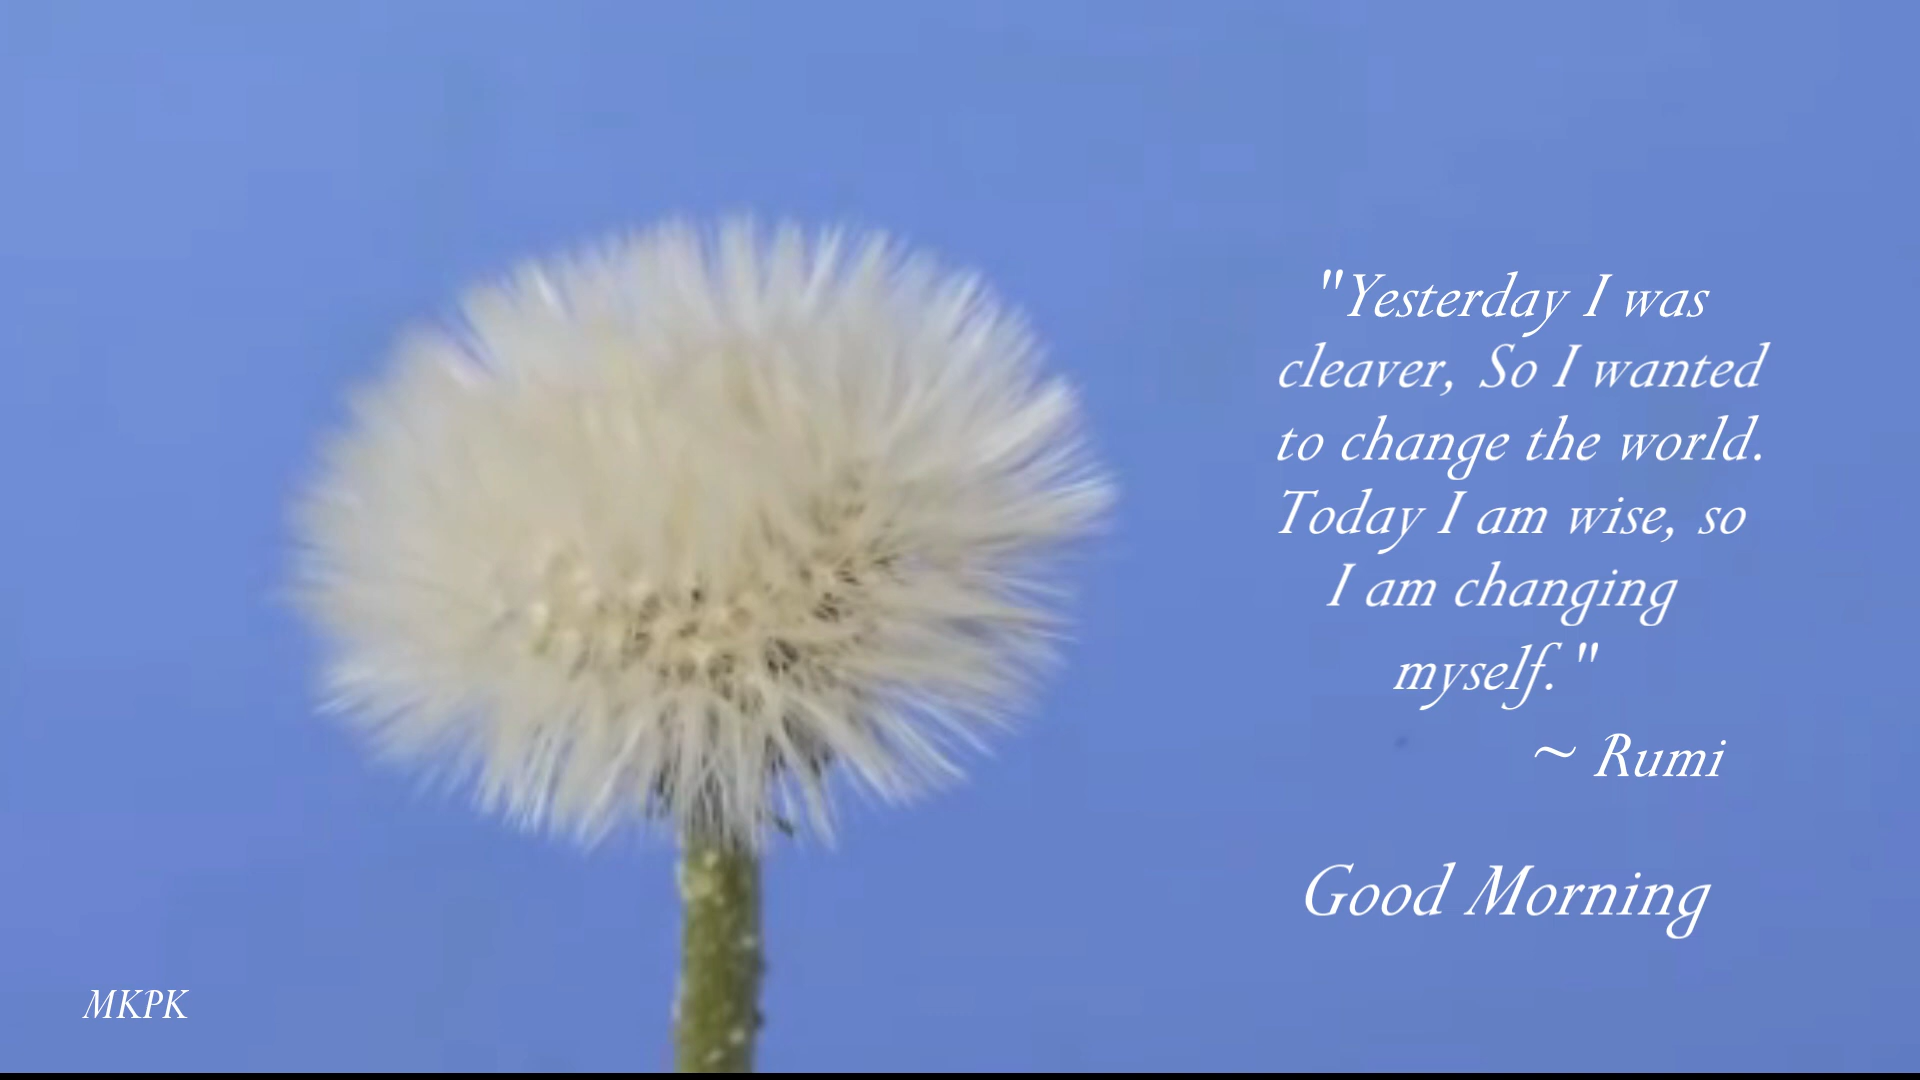 "Yesterday I was
cleaver, So I wanted
to change the world.
Today I am wise, so
I am changing
myself."
~ Rumi
Good Morning
MKPK